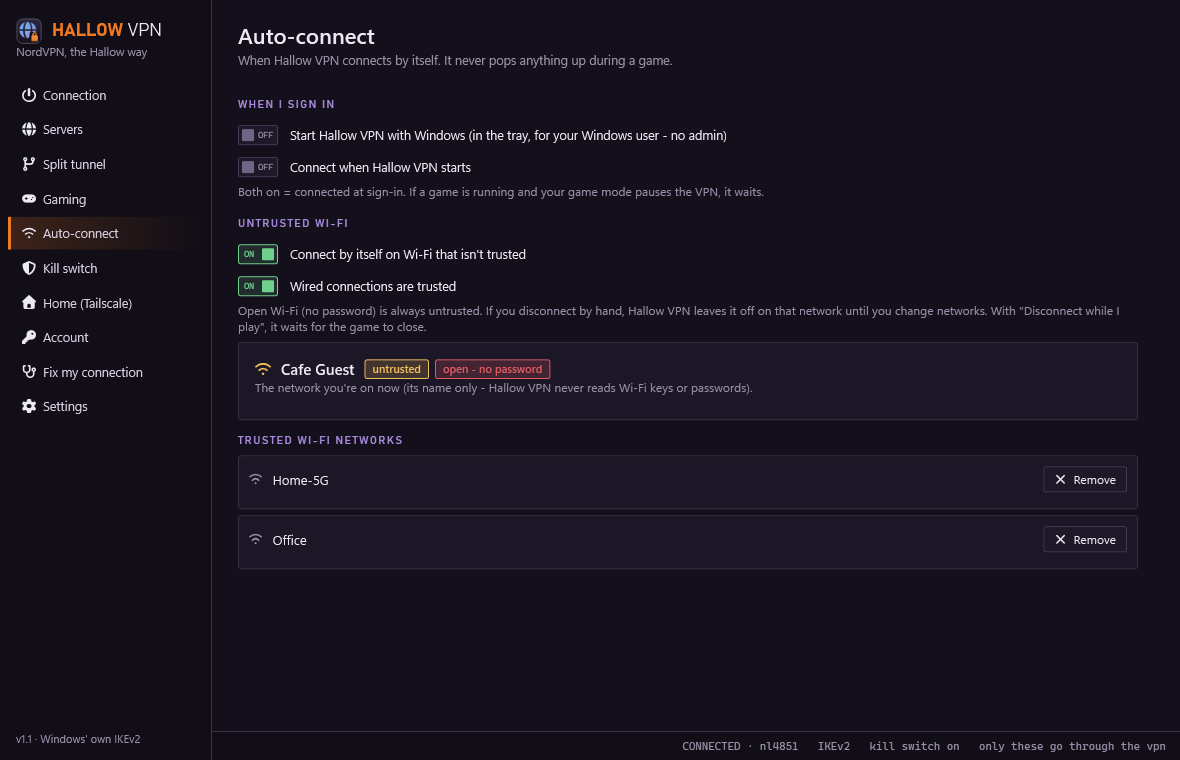 HALLOW VPN
NordVPN, the Hallow way
Connection
Servers
Split tunnel
Gaming
Auto-connect
Kill switch
Home (Tailscale)
Account
Fix my connection
Settings
v1.1 · Windows' own IKEv2
Auto-connect
When Hallow VPN connects by itself. It never pops anything up during a game.
WHEN I SIGN IN
OFF Start Hallow VPN with Windows (in the tray, for your Windows user - no admin)
OFF Connect when Hallow VPN starts
Both on = connected at sign-in. If a game is running and your game mode pauses the VPN, it waits.
UNTRUSTED WI-FI
ON Connect by itself on Wi-Fi that isn't trusted
ON Wired connections are trusted
Open Wi-Fi (no password) is always untrusted. If you disconnect by hand, Hallow VPN leaves it off on that network until you change networks. With "Disconnect while I
play", it waits for the game to close.
Cafe Guest untrusted open - no password
The network you're on now (its name only - Hallow VPN never reads Wi-Fi keys or passwords).
TRUSTED WI-FI NETWORKS
Home-5G Remove
Office Remove
CONNECTED · nl4851 IKEv2 kill switch on only these go through the vpn